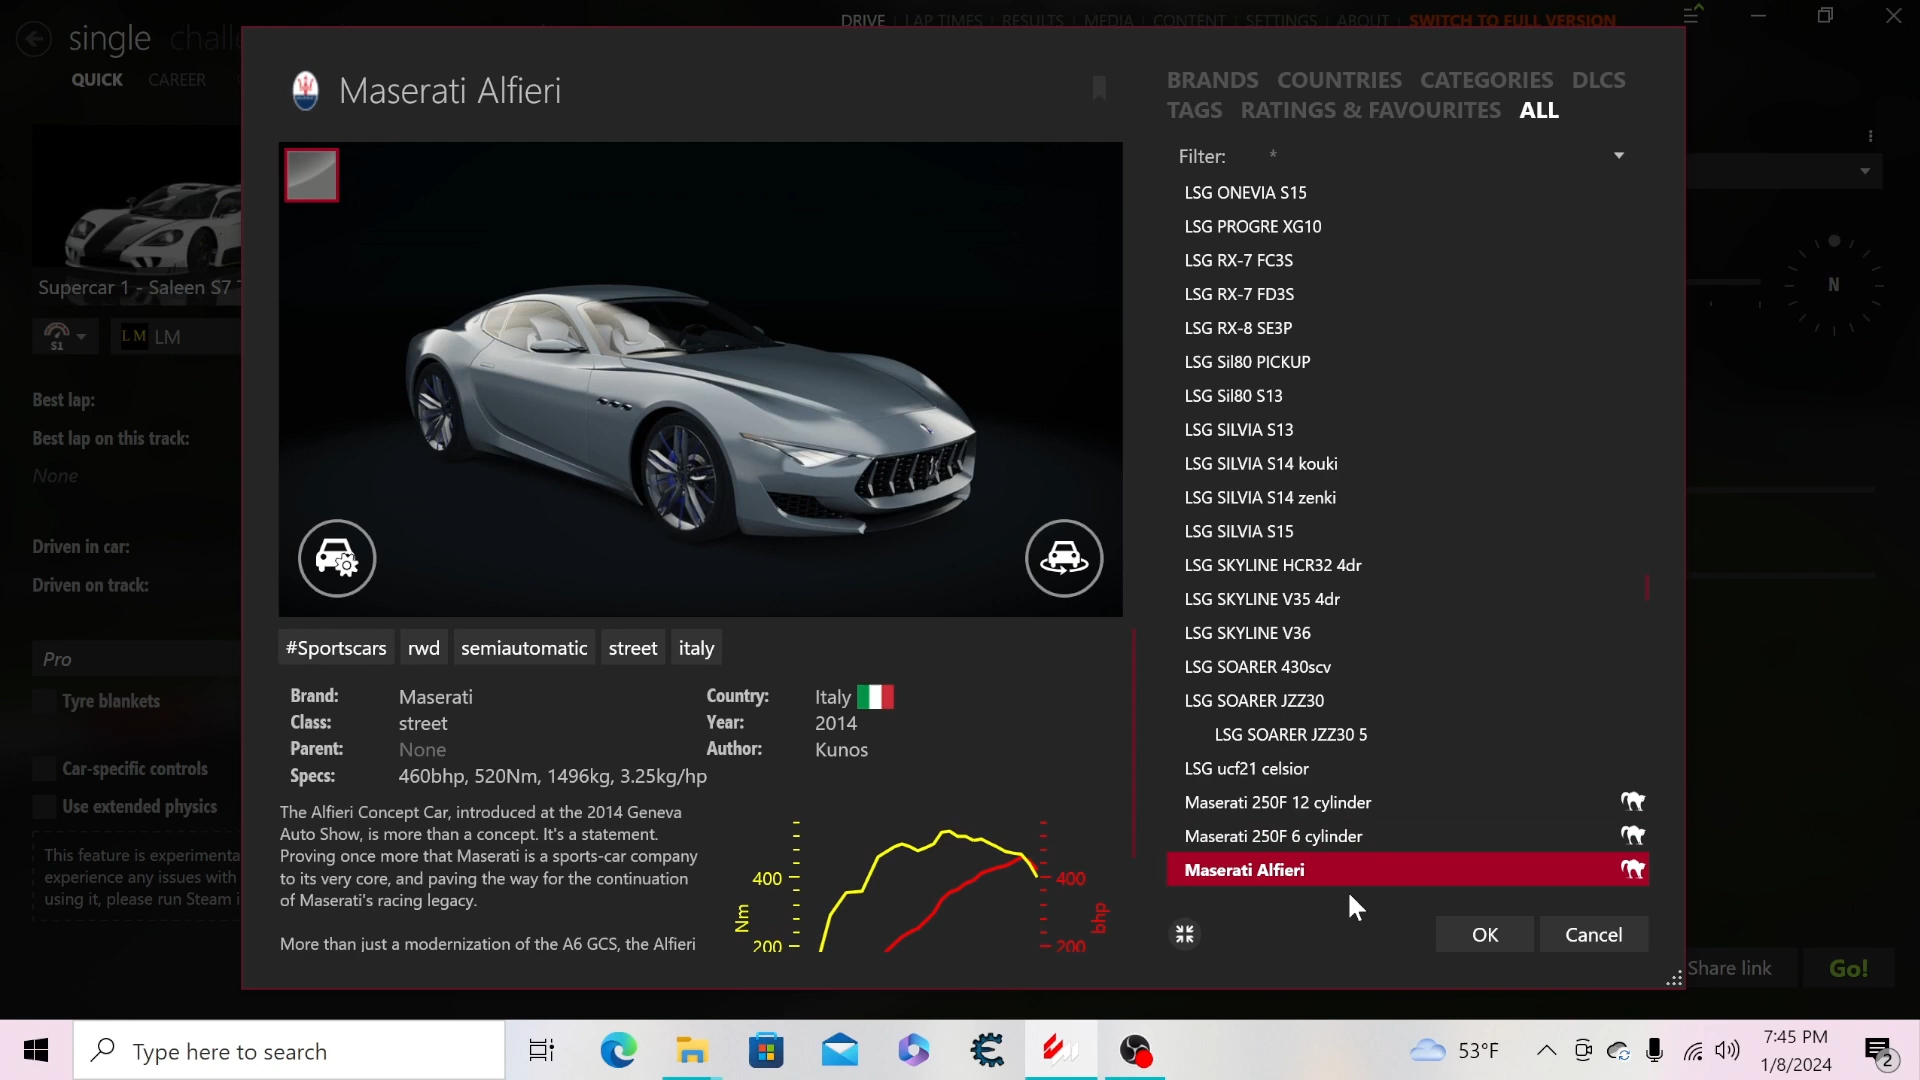 single challe
DRIVE | LAP TIMES | RESULTS | MEDIA | CONTENT | SETTINGS | ABOUT | SWITCH TO FULL VERSION
QUICK CAREER
Maserati Alfieri
BRANDS COUNTRIES CATEGORIES DLCS
TAGS RATINGS & FAVOURITES ALL
Filter: *
LSG ONEVIA S15
LSG PROGRE XG10
LSG RX-7 FC3S
LSG RX-7 FD3S
LSG RX-8 SE3P
LSG Sil80 PICKUP
LSG Sil80 S13
LSG SILVIA S13
LSG SILVIA S14 kouki
LSG SILVIA S14 zenki
LSG SILVIA S15
LSG SKYLINE HCR32 4dr
LSG SKYLINE V35 4dr
LSG SKYLINE V36
LSG SOARER 430scv
LSG SOARER JZZ30
LSG SOARER JZZ30 5
LSG ucf21 celsior
Maserati 250F 12 cylinder
Maserati 250F 6 cylinder
Maserati Alfieri
OK Cancel
Supercar 1 - Saleen S7 T
S1 LM LM
Best lap:
Best lap on this track:
None
Driven in car:
Driven on track:
Pro
Tyre blankets
Car-specific controls
Use extended physics
This feature is experimenta
experience any issues with
using it, please run Steam i
N
#Sportscars rwd semiautomatic street italy
Brand: Maserati Country: Italy
Class: street Year: 2014
Parent: None Author: Kunos
Specs: 460bhp, 520Nm, 1496kg, 3.25kg/hp
The Alfieri Concept Car, introduced at the 2014 Geneva
Auto Show, is more than a concept. It's a statement.
Proving once more that Maserati is a sports-car company
to its very core, and paving the way for the continuation
of Maserati's racing legacy.
More than just a modernization of the A6 GCS, the Alfieri
400 400
Nm bhp
200 200
Share link Go!
Type here to search
53°F
7:45 PM
1/8/2024
2